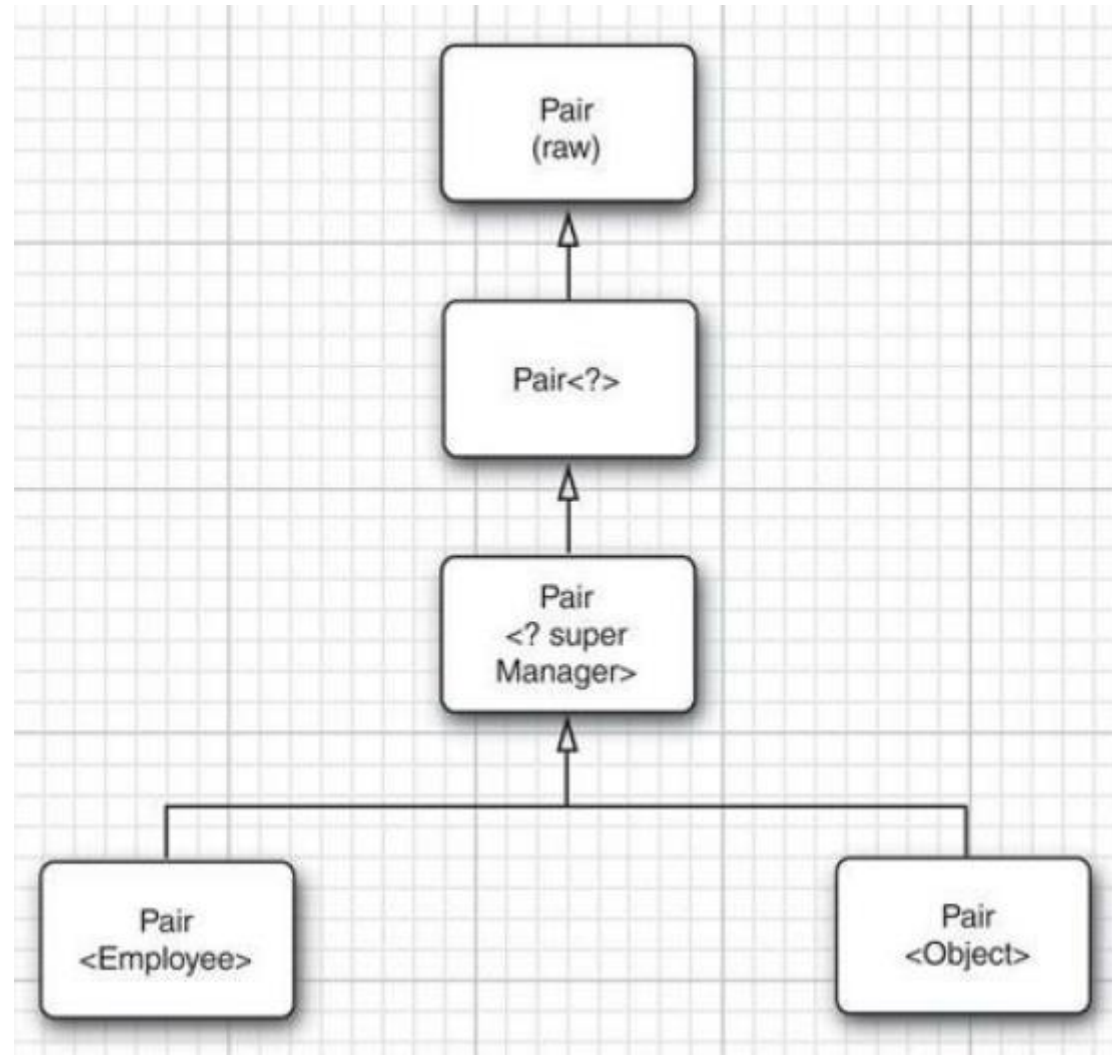 Pair
(raw)
Pair<?>
Pair
<? super
Manager>
Pair
<Employee>
Pair
<Object>